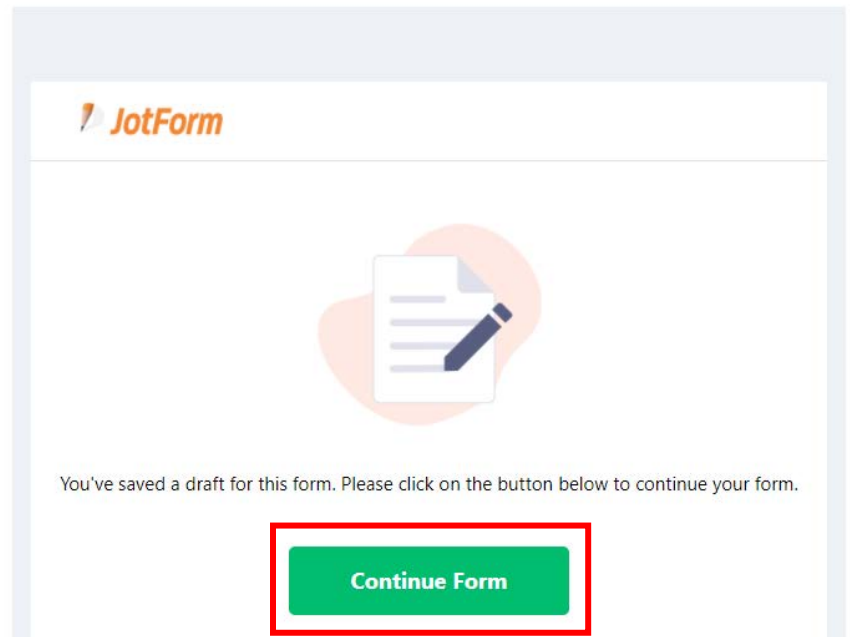 JotForm
You've saved a draft for this form. Please click on the button below to continue your form.
Continue Form